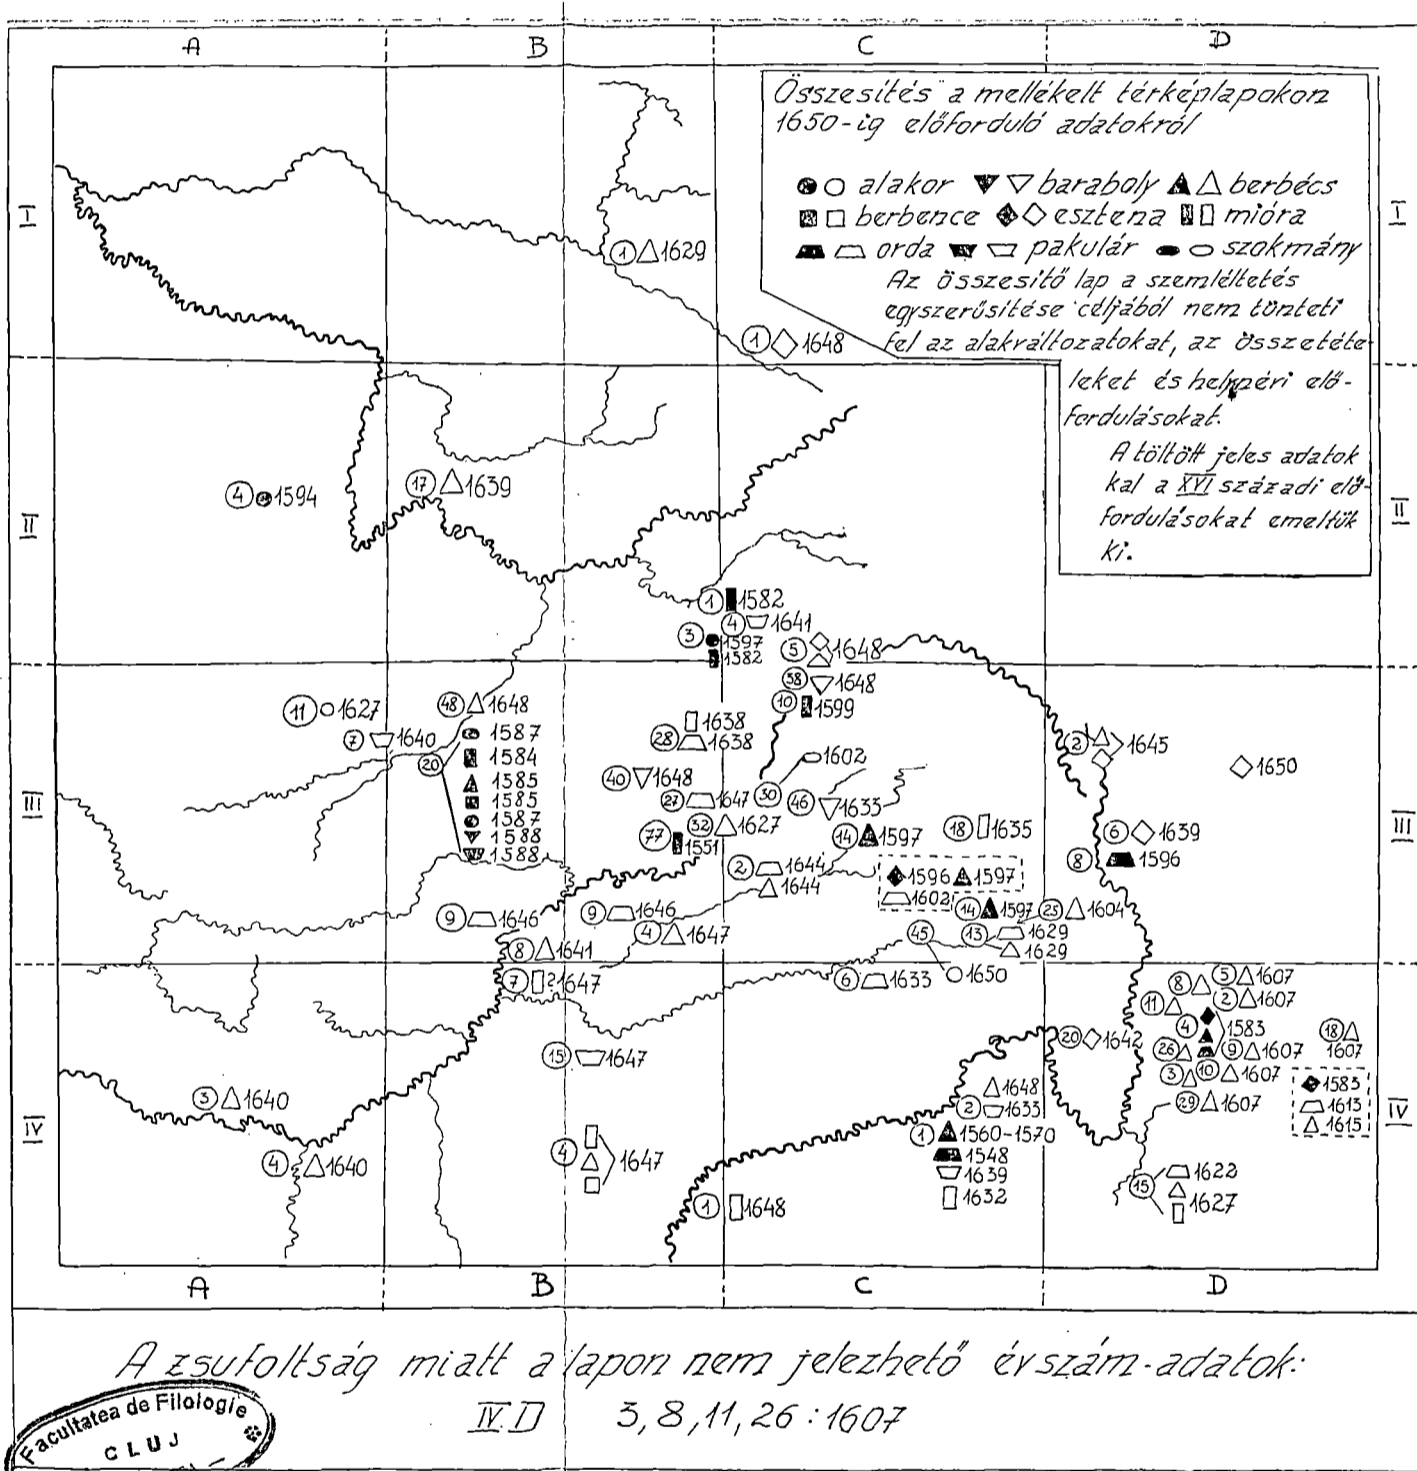 A B C D
Összesítés a mellékelt térképlapokon
1650-ig előforduló adatokról
alakor baraboly berbécs
berbence esztena mióra
orda pakulár szokmány
Az összesítő lap a szemléltetés
egyszerűsítése céljából nem tünteti
fel az alakváltozatokat, az összetéte-
leket és helynévi elő-
fordulásokat.
A töltött jeles adatok
kal a XVI századi elő-
fordulásokat emeltük
ki.
I I
1 1629
1 1648
II II
4 1594
17 1639
1 1582
4 1641
3 1597
1582
5 1648
38 1648
10 1599
III III
11 1627
7 1640
48 1648
20
1587
1584
1585
1585
1587
1588
1588
1638
28 1638
40 1648
27 1647
32 1627
77 1551
1602
30
46 1633
14 1597
18 1635
2 1645
1650
6 1639
8 1596
2 1644
1644
1596 1597
1602
14 1597
25 1604
13 1629
1629
9 1646
9 1646
4 1647
8 1641
45
1650
7 ? 1647
6 1633
IV IV
15 1647
3 1640
4 1640
4 1647
1 1648
20 1642
1648
2 1635
1 1560-1570
1548
1639
1632
5 1607
8
2 1607
11
4 1583
26 9 1607
3 10 1607
29 1607
18
1607
1583
1613
1615
15 1622
1627
A B C D
A zsufoltság miatt a lapon nem jelezhető évszám-adatok:
IV.D 3, 8, 11, 26 : 1607
Facultatea de Filologie
CLUJ